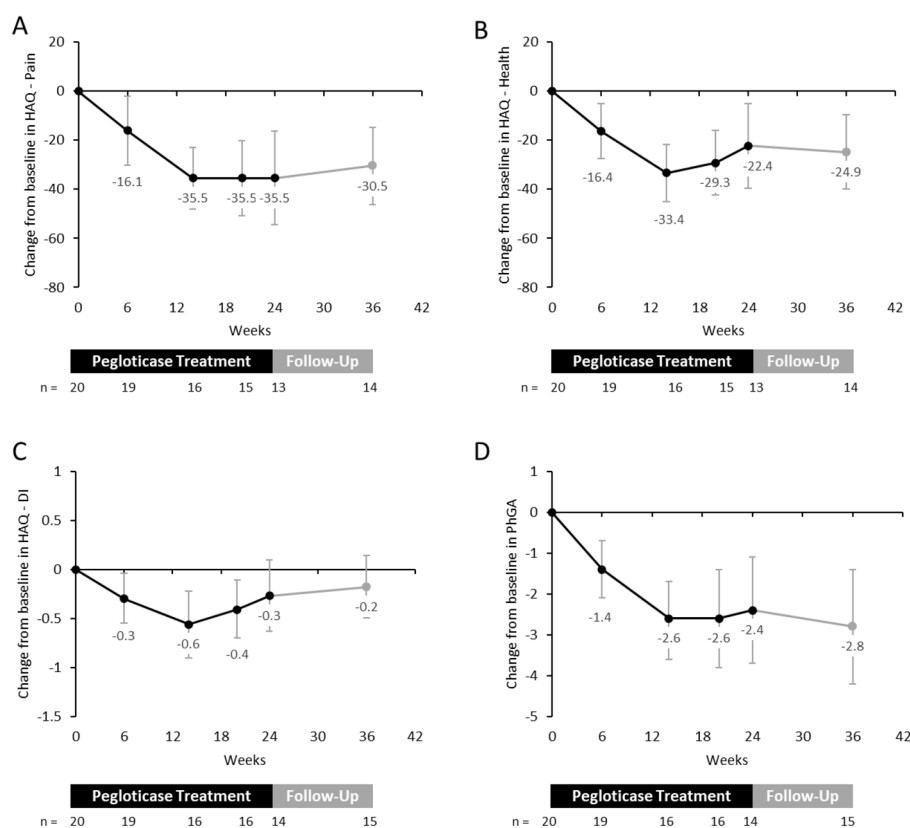 A
Change from baseline in HAQ - Pain
20
0
-20
-40
-60
-80
-16.1
-35.5
-35.5
-35.5
-30.5
0 6 12 18 24 30 36 42
Weeks
Pegloticase Treatment Follow-Up
n = 20 19 16 15 13 14
B
Change from baseline in HAQ - Health
20
0
-20
-40
-60
-80
-16.4
-33.4
-29.3
-22.4
-24.9
0 6 12 18 24 30 36 42
Weeks
Pegloticase Treatment Follow-Up
n = 20 19 16 15 13 14
C
Change from baseline in HAQ - DI
1
0.5
0
-0.5
-1
-1.5
-0.3
-0.6
-0.4
-0.3
-0.2
0 6 12 18 24 30 36 42
Weeks
Pegloticase Treatment Follow-Up
n = 20 19 16 16 14 15
D
Change from baseline in PhGA
1
0
-1
-2
-3
-4
-5
-1.4
-2.6
-2.6
-2.4
-2.8
0 6 12 18 24 30 36 42
Weeks
Pegloticase Treatment Follow-Up
n = 20 19 16 16 14 15